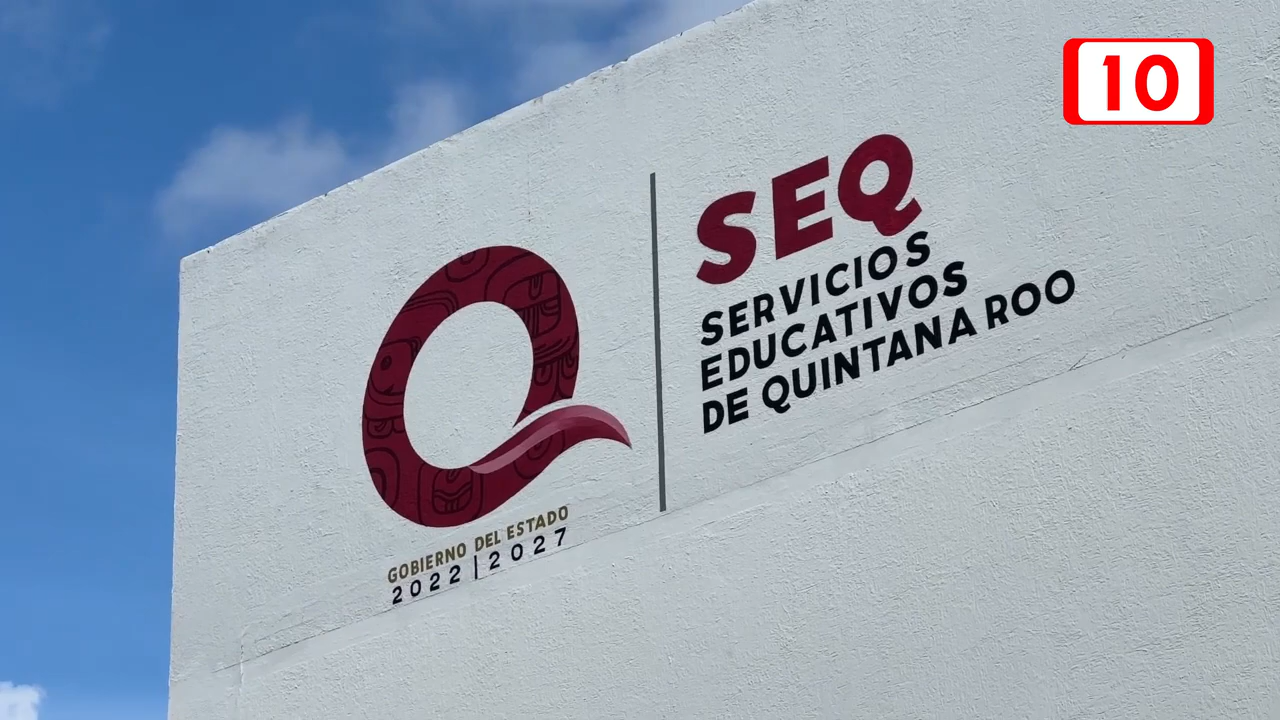 10
SEQ
SERVICIOS
EDUCATIVOS
DE QUINTANA ROO
Q
GOBIERNO DEL ESTADO
2022 | 2027